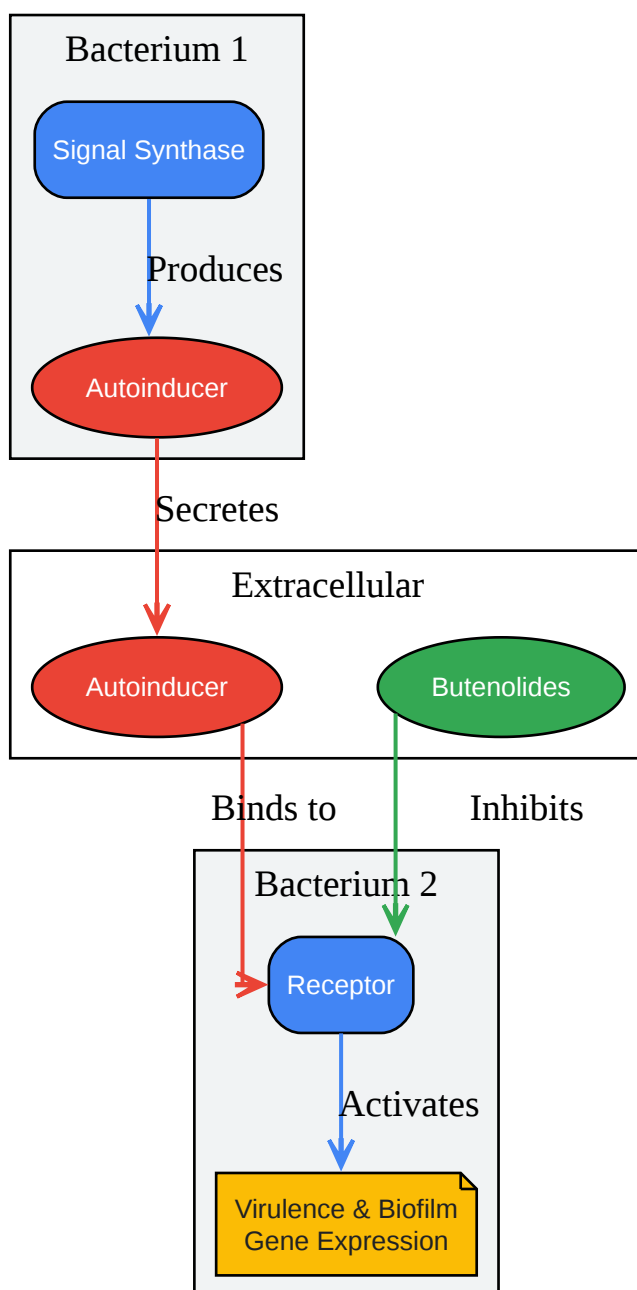 Bacterium 1
Signal Synthase
Produces
Autoinducer
Secretes
Extracellular
Autoinducer
Butenolides
Binds to
Inhibits
Bacterium 2
Receptor
Activates
Virulence & Biofilm
Gene Expression